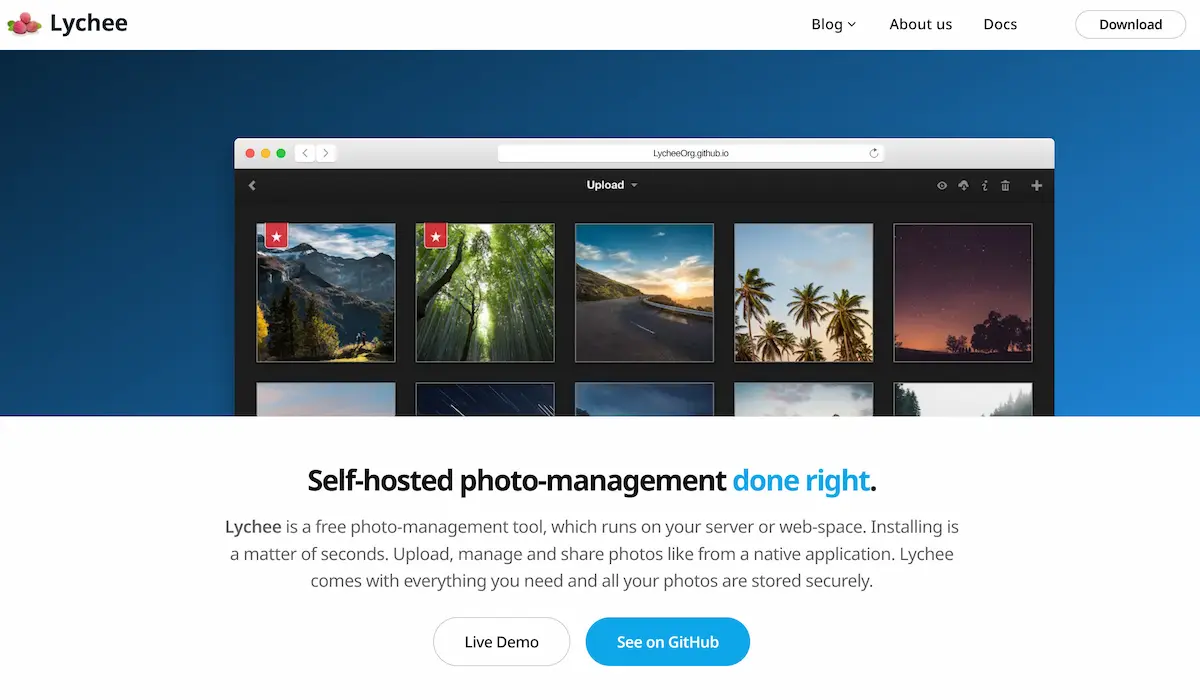 Lychee
Blog
About us
Docs
Download
LycheeOrg.github.io
Upload
Self-hosted photo-management done right.
Lychee is a free photo-management tool, which runs on your server or web-space. Installing is
a matter of seconds. Upload, manage and share photos like from a native application. Lychee
comes with everything you need and all your photos are stored securely.
Live Demo
See on GitHub